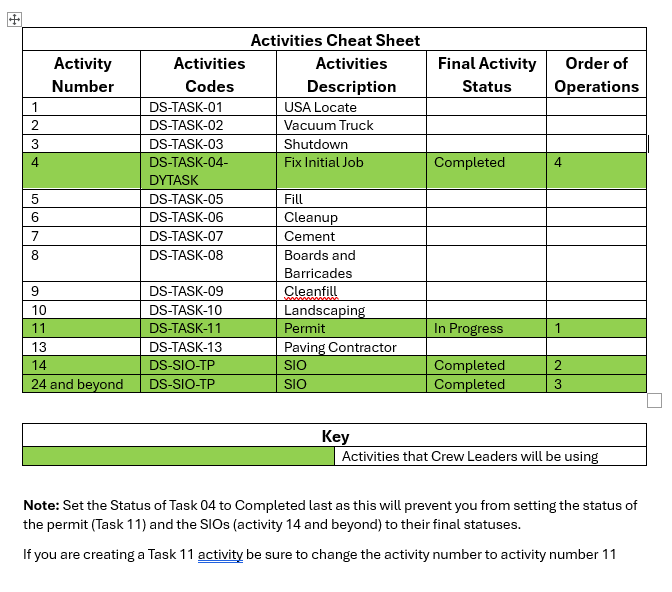 Activities Cheat Sheet
Activity Number Activities Codes Activities Description Final Activity Status Order of Operations
1 DS-TASK-01 USA Locate
2 DS-TASK-02 Vacuum Truck
3 DS-TASK-03 Shutdown
4 DS-TASK-04-DYTASK Fix Initial Job Completed 4
5 DS-TASK-05 Fill
6 DS-TASK-06 Cleanup
7 DS-TASK-07 Cement
8 DS-TASK-08 Boards and Barricades
9 DS-TASK-09 Cleanfill
10 DS-TASK-10 Landscaping
11 DS-TASK-11 Permit In Progress 1
13 DS-TASK-13 Paving Contractor
14 DS-SIO-TP SIO Completed 2
24 and beyond DS-SIO-TP SIO Completed 3
Key
Activities that Crew Leaders will be using
Note: Set the Status of Task 04 to Completed last as this will prevent you from setting the status of
the permit (Task 11) and the SIOs (activity 14 and beyond) to their final statuses.
If you are creating a Task 11 activity be sure to change the activity number to activity number 11